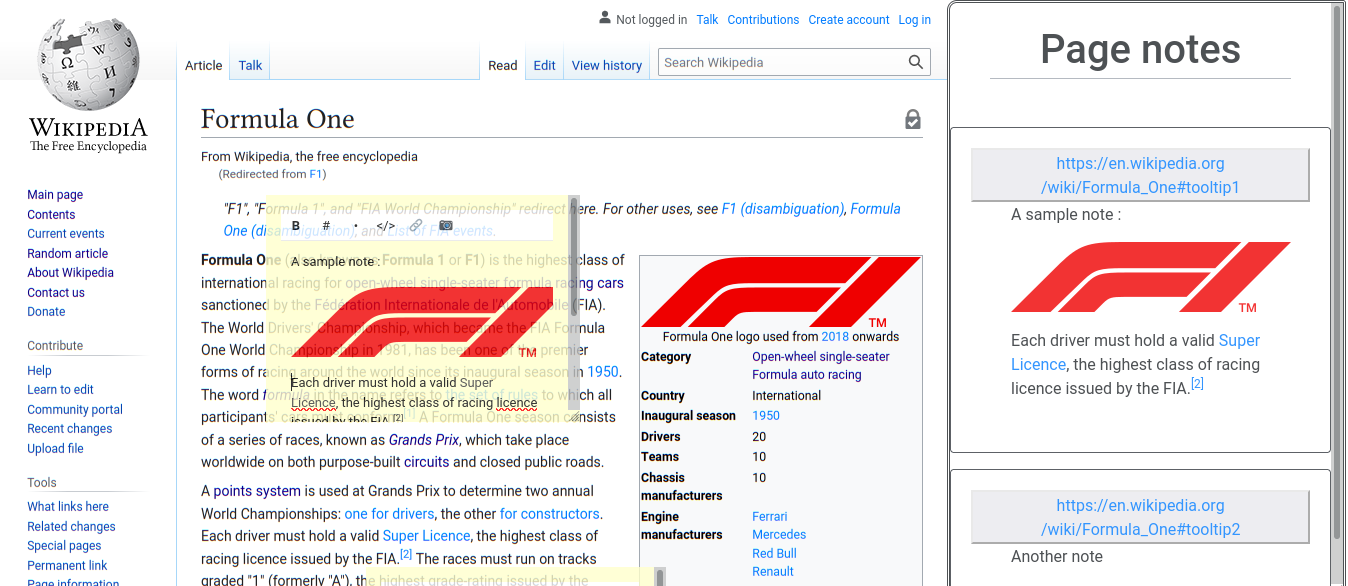 Not logged in Talk Contributions Create account Log in
Article Talk Read Edit View history Search Wikipedia
WIKIPEDIA
The Free Encyclopedia
Main page
Contents
Current events
Random article
About Wikipedia
Contact us
Donate
Contribute
Help
Learn to edit
Community portal
Recent changes
Upload file
Tools
What links here
Related changes
Special pages
Permanent link
Page information
Formula One
From Wikipedia, the free encyclopedia
(Redirected from F1)
"F1", "Formula 1", and "FIA World Championship" redirect here. For other uses, see F1 (disambiguation), Formula
One (disambiguation), and List of FIA events.
B # • </>
A sample note :
TM
Each driver must hold a valid Super
Licence, the highest class of racing licence
issued by the FIA.[2]
Formula One (also known as Formula 1 or F1) is the highest class of
international racing for open-wheel single-seater formula racing cars
sanctioned by the Fédération Internationale de l'Automobile (FIA).
The World Drivers' Championship, which became the FIA Formula
One World Championship in 1981, has been one of the premier
forms of racing around the world since its inaugural season in 1950.
The word formula in the name refers to the set of rules to which all
participants' cars must conform.[1] A Formula One season consists
of a series of races, known as Grands Prix, which take place
worldwide on both purpose-built circuits and closed public roads.
A points system is used at Grands Prix to determine two annual
World Championships: one for drivers, the other for constructors.
Each driver must hold a valid Super Licence, the highest class of
racing licence issued by the FIA.[2] The races must run on tracks
graded "1" (formerly "A"), the highest grade-rating issued by the
TM
Formula One logo used from 2018 onwards
Category Open-wheel single-seater
Formula auto racing
Country International
Inaugural season 1950
Drivers 20
Teams 10
Chassis 10
manufacturers
Engine Ferrari
manufacturers Mercedes
Red Bull
Renault
Page notes
https://en.wikipedia.org
/wiki/Formula_One#tooltip1
A sample note :
TM
Each driver must hold a valid Super
Licence, the highest class of racing
licence issued by the FIA.[2]
https://en.wikipedia.org
/wiki/Formula_One#tooltip2
Another note